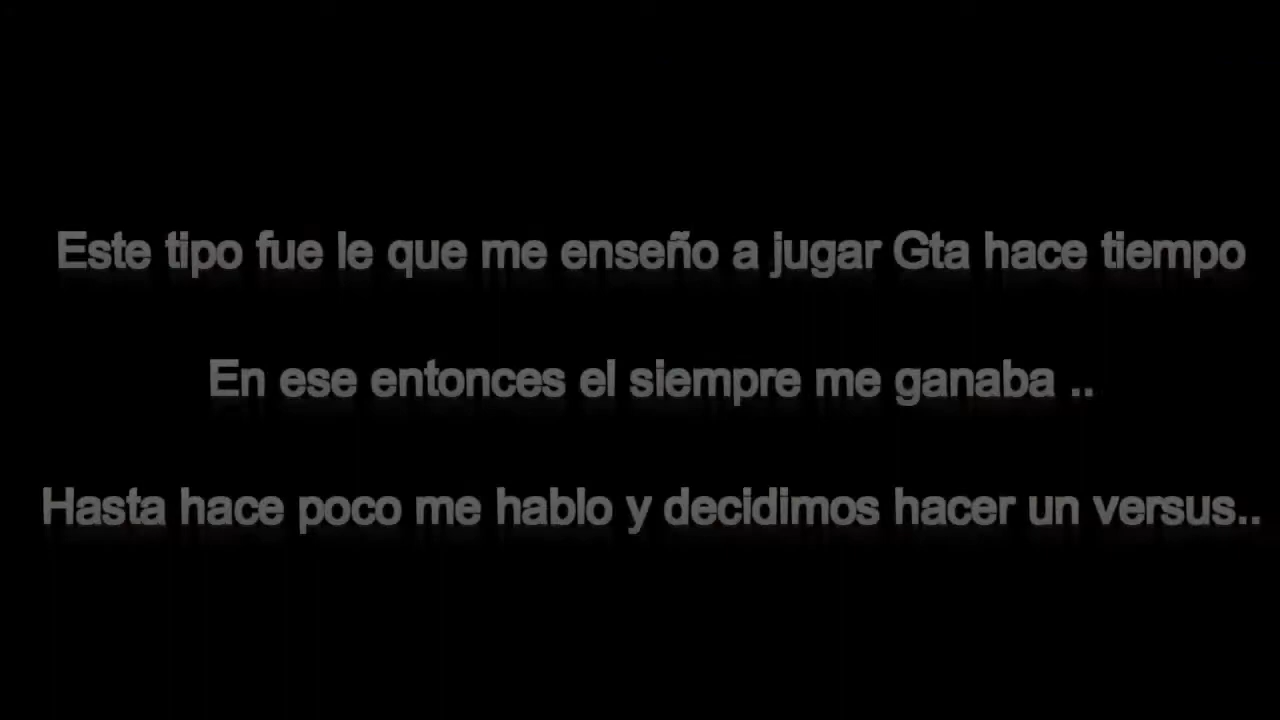 Este tipo fue le que me enseño a jugar Gta hace tiempo
En ese entonces el siempre me ganaba ..
Hasta hace poco me hablo y decidimos hacer un versus..